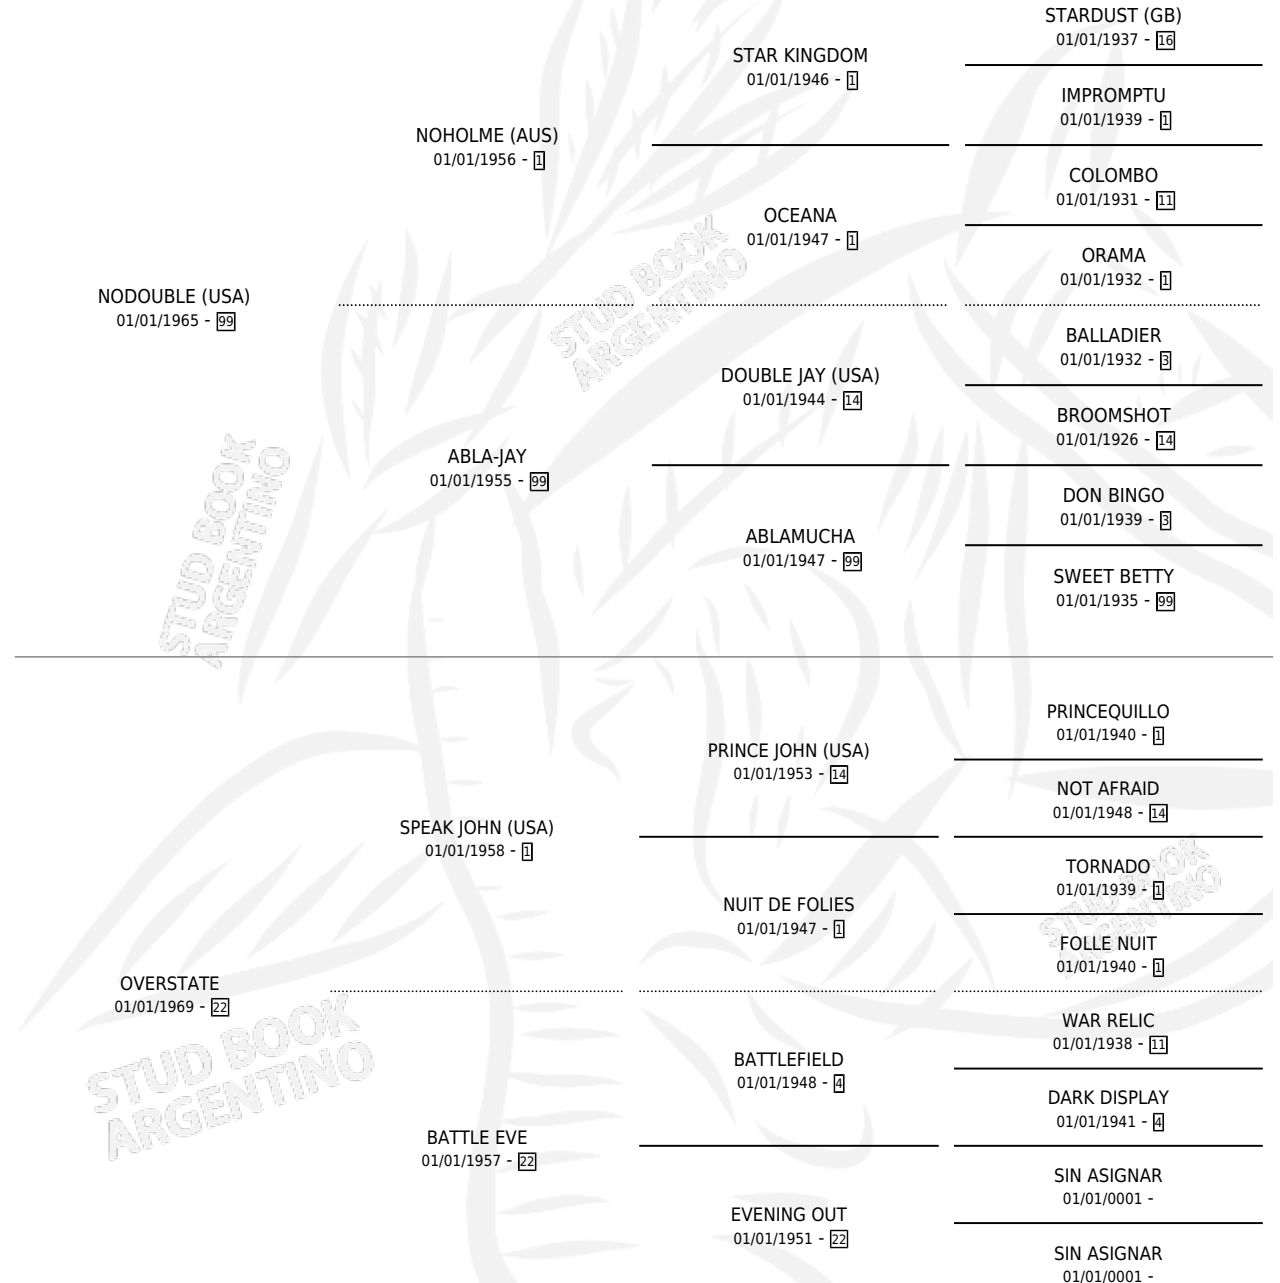 STARDUST (GB)
01/01/1937 - 16
STAR KINGDOM
01/01/1946 - 1
IMPROMPTU
01/01/1939 - 1
NOHOLME (AUS)
01/01/1956 - 1
COLOMBO
01/01/1931 - 11
OCEANA
01/01/1947 - 1
ORAMA
01/01/1932 - 1
NODOUBLE (USA)
01/01/1965 - 99
BALLADIER
01/01/1932 - 3
DOUBLE JAY (USA)
01/01/1944 - 14
BROOMSHOT
01/01/1926 - 14
ABLA-JAY
01/01/1955 - 99
DON BINGO
01/01/1939 - 3
ABLAMUCHA
01/01/1947 - 99
SWEET BETTY
01/01/1935 - 99
PRINCEQUILLO
01/01/1940 - 1
PRINCE JOHN (USA)
01/01/1953 - 14
NOT AFRAID
01/01/1948 - 14
SPEAK JOHN (USA)
01/01/1958 - 1
TORNADO
01/01/1939 - 1
NUIT DE FOLIES
01/01/1947 - 1
FOLLE NUIT
01/01/1940 - 1
OVERSTATE
01/01/1969 - 22
WAR RELIC
01/01/1938 - 11
BATTLEFIELD
01/01/1948 - 4
DARK DISPLAY
01/01/1941 - 4
BATTLE EVE
01/01/1957 - 22
SIN ASIGNAR
01/01/0001 -
EVENING OUT
01/01/1951 - 22
SIN ASIGNAR
01/01/0001 -
STUD BOOK
ARGENTINO
STUD BOOK
ARGENTINO
STUD BOOK
ARGENTINO
STUD BOOK
ARGENTINO